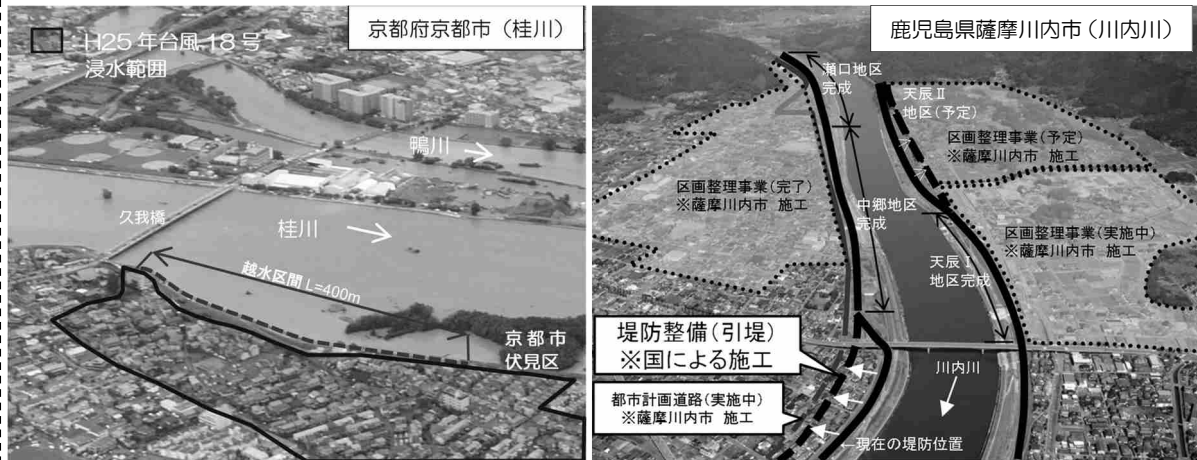 京都府京都市(桂川)
:H25年台風18号
浸水範囲
鴨川
久我橋
桂川
越水区間 L=400m
京都市
伏見区
鹿児島県薩摩川内市(川内川)
瀬口地区
完成
天辰Ⅱ
地区(予定)
区画整理事業(予定)
※薩摩川内市 施工
区画整理事業(完了)
※薩摩川内市 施工
中郷地区
完成
区画整理事業(実施中)
※薩摩川内市 施工
天辰Ⅰ
地区完成
堤防整備(引堤)
※国による施工
都市計画道路(実施中)
※薩摩川内市 施工
川内川
←現在の堤防位置